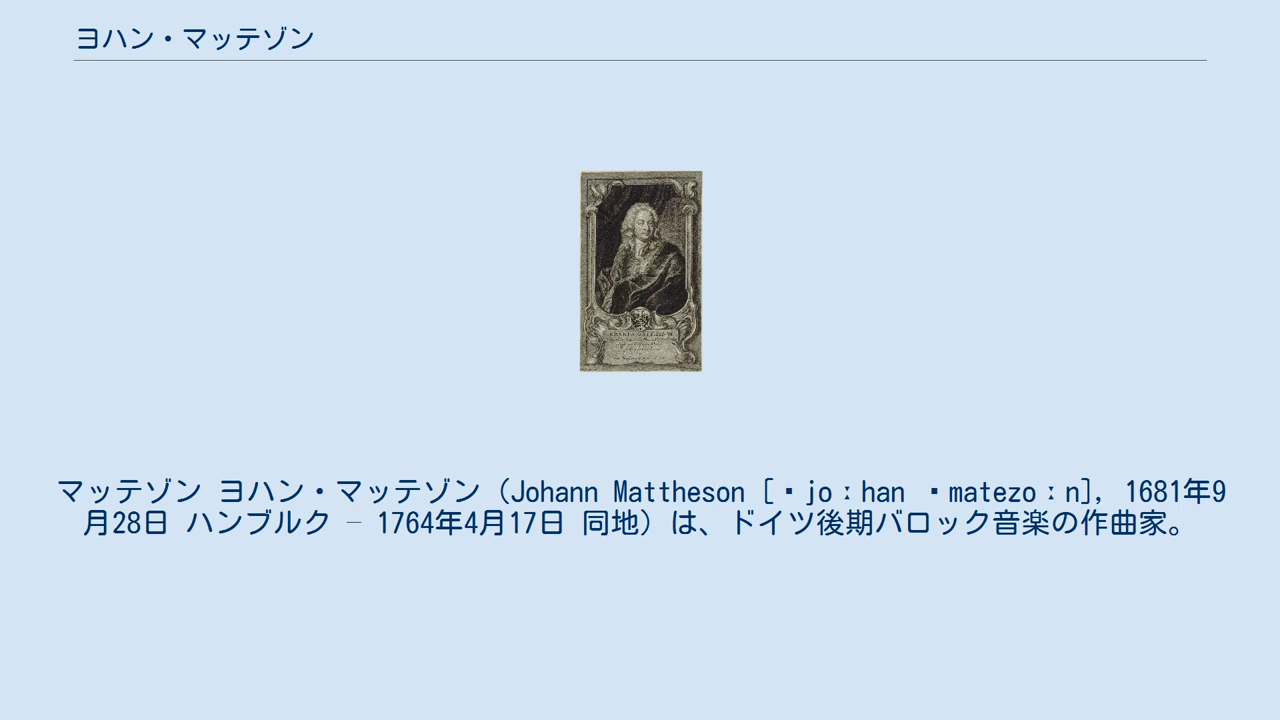 ヨハン・マッテゾン
マッテゾン ヨハン・マッテゾン（Johann Mattheson [▪joːhan ▪matezoːn], 1681年9
月28日 ハンブルク – 1764年4月17日 同地）は、ドイツ後期バロック音楽の作曲家。